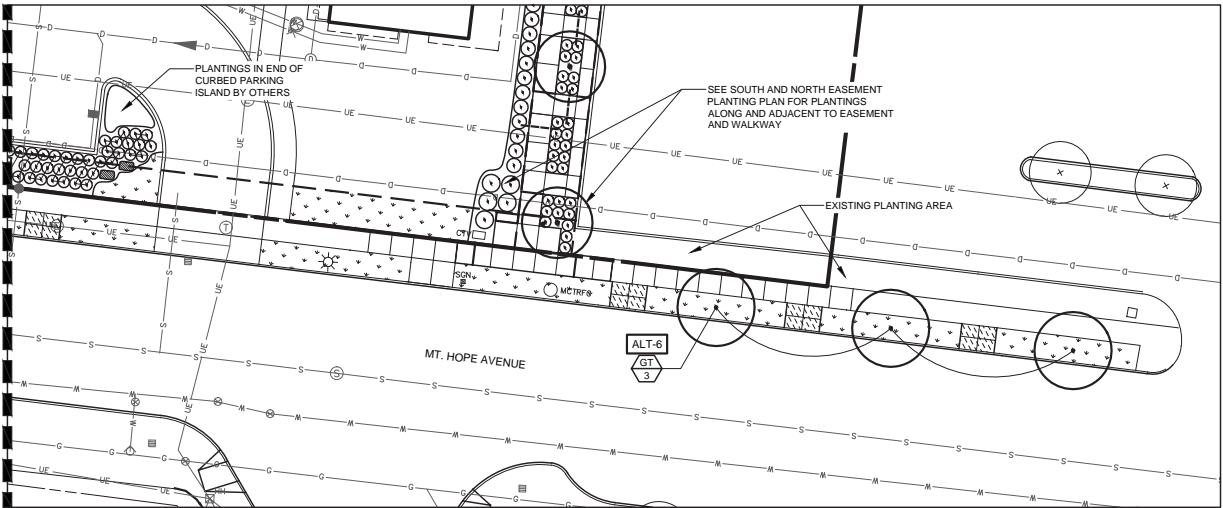 PLANTINGS IN END OF
CURBED PARKING
ISLAND BY OTHERS
SEE SOUTH AND NORTH EASEMENT
PLANTING PLAN FOR PLANTINGS
ALONG AND ADJACENT TO EASEMENT
AND WALKWAY
EXISTING PLANTING AREA
CTV
SGN
MCTRF&
ALT-6
GT
3
MT. HOPE AVENUE